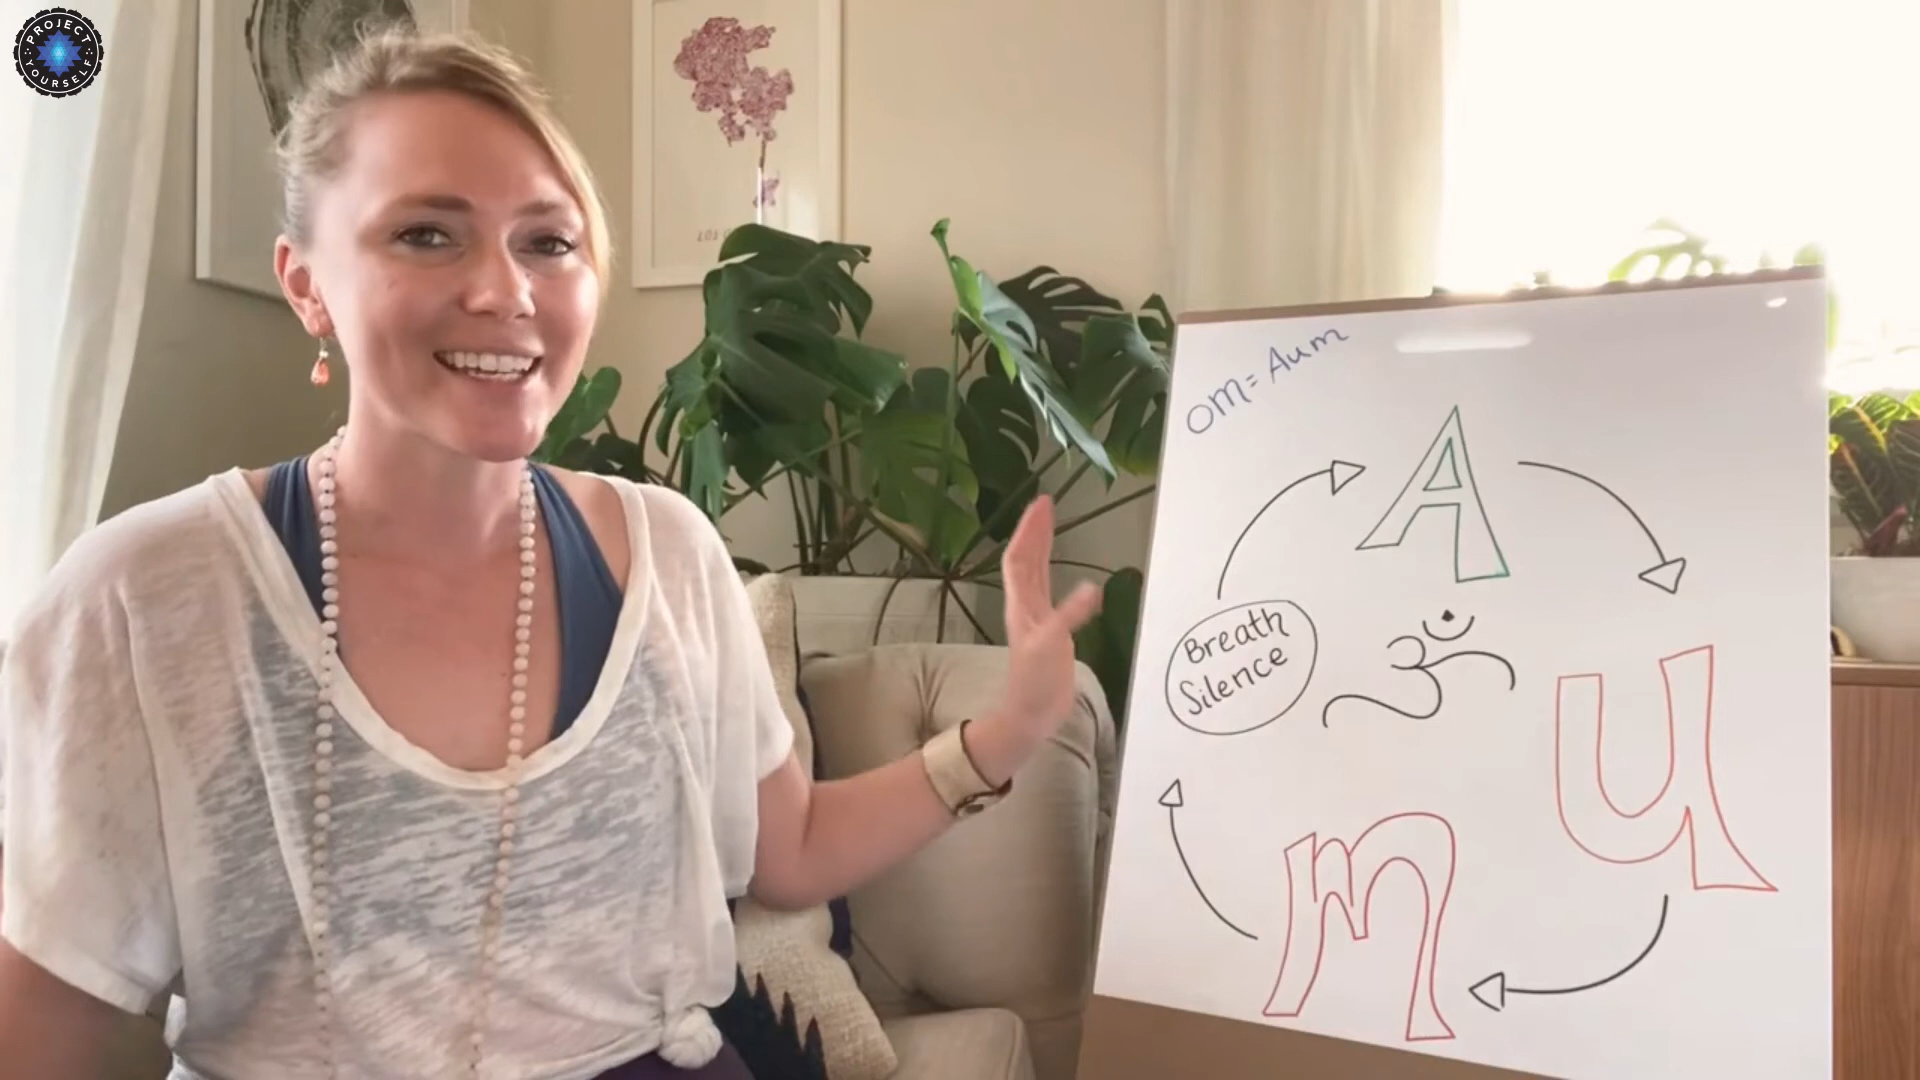 PROJECT
YOURSELF
OM = Aum
A
Breath
Silence
ॐ
U
M